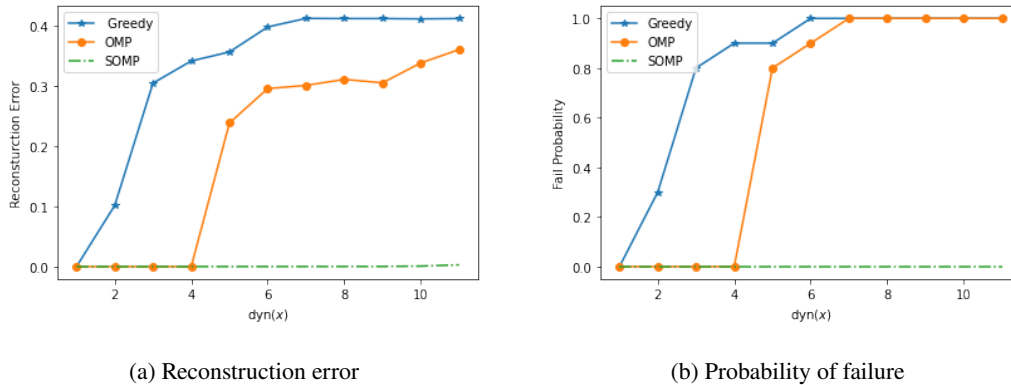 Greedy
OMP
SOMP
Reconsturction Error
0.4
0.3
0.2
0.1
0.0
2 4 6 8 10
dyn(x)
(a) Reconstruction error
Greedy
OMP
SOMP
Fail Probability
1.0
0.8
0.6
0.4
0.2
0.0
2 4 6 8 10
dyn(x)
(b) Probability of failure